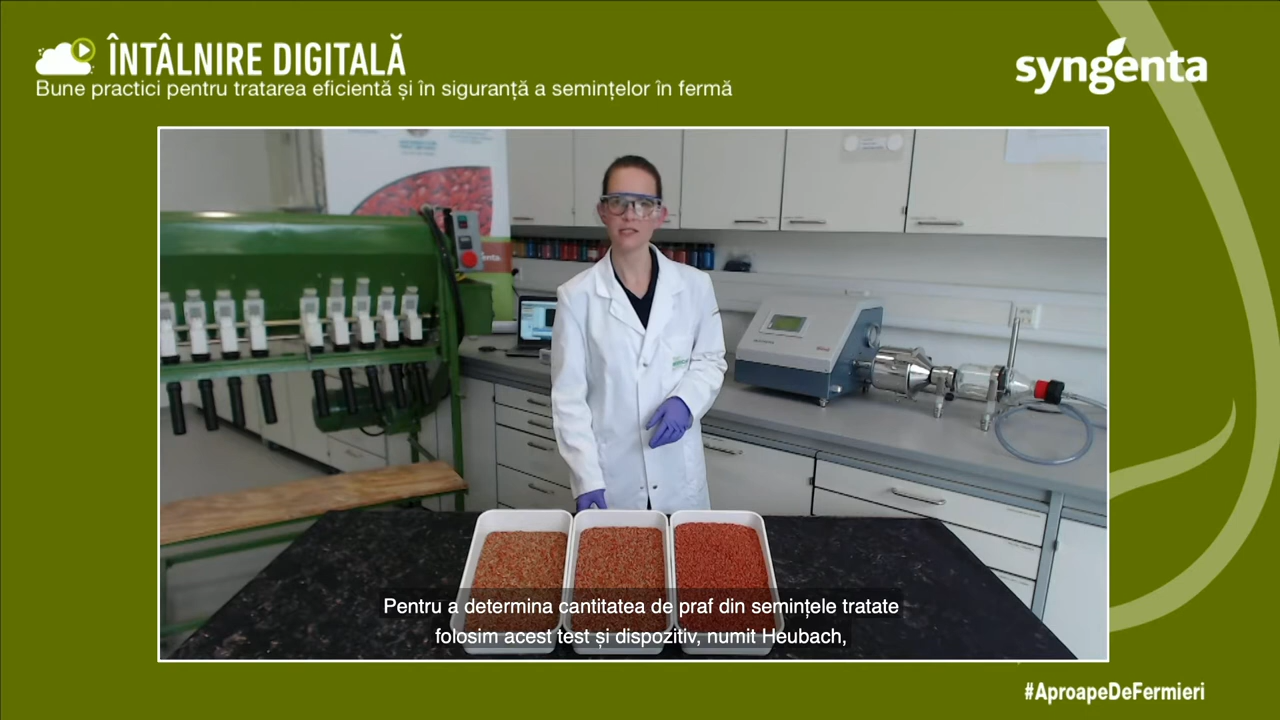 ÎNTÂLNIRE DIGITALĂ
Bune practici pentru tratarea eficientă și în siguranță a semințelor în fermă
syngenta
Pentru a determina cantitatea de praf din semințele tratate
folosim acest test și dispozitiv, numit Heubach,
#AproapeDeFermieri